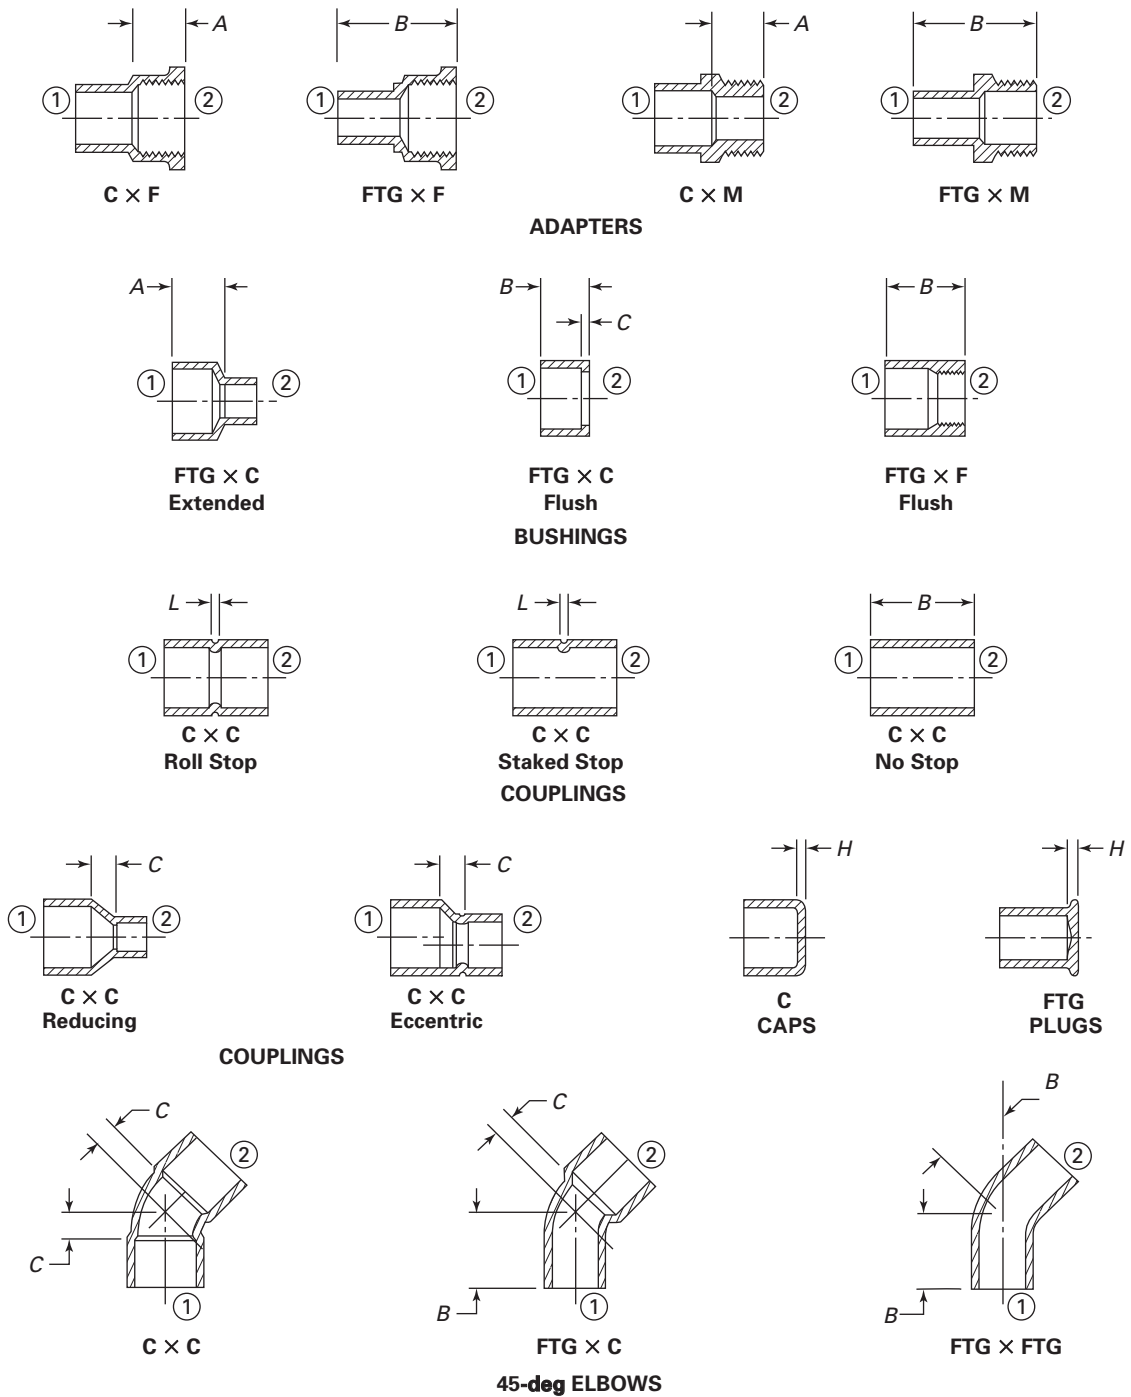 A B A B
① ② ① ② ① ② ① ②
C × F FTG × F C × M FTG × M
ADAPTERS
A B C B
① ② ① ② ① ②
FTG × C FTG × C FTG × F
Extended Flush Flush
BUSHINGS
L L B
① ② ① ② ① ②
C × C C × C C × C
Roll Stop Staked Stop No Stop
COUPLINGS
C C H H
① ② ① ②
C × C C × C C FTG
Reducing Eccentric CAPS PLUGS
COUPLINGS
C C B
② ② ②
C B B
① ① ①
C × C FTG × C FTG × FTG
45-deg ELBOWS